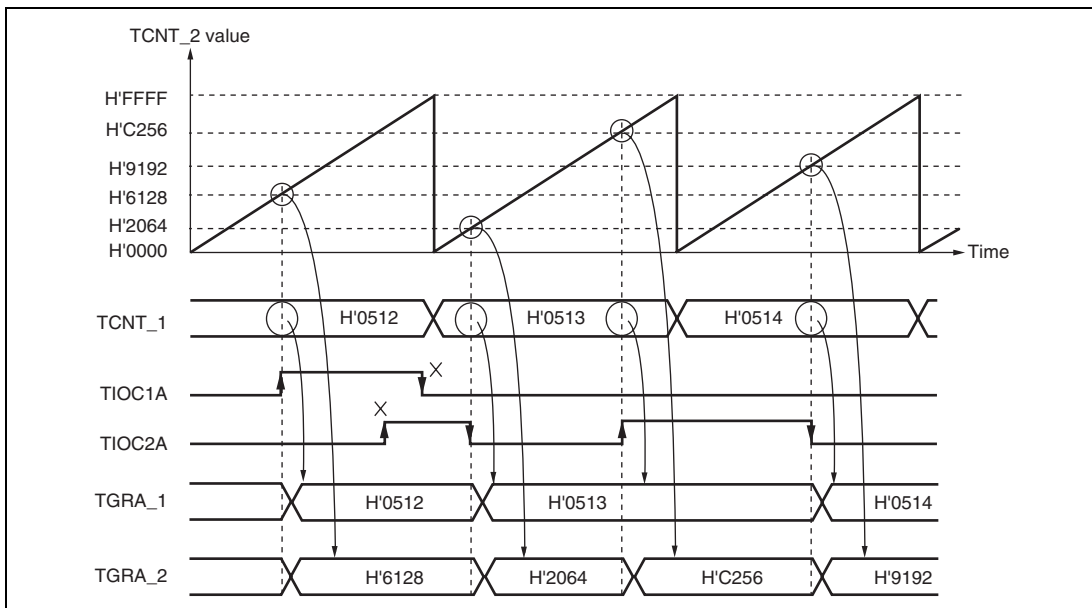 TCNT_2 value
H'FFFF
H'C256
H'9192
H'6128
H'2064
H'0000
Time
TCNT_1
H'0512
H'0513
H'0514
TIOC1A
TIOC2A
TGRA_1
H'0512
H'0513
H'0514
TGRA_2
H'6128
H'2064
H'C256
H'9192